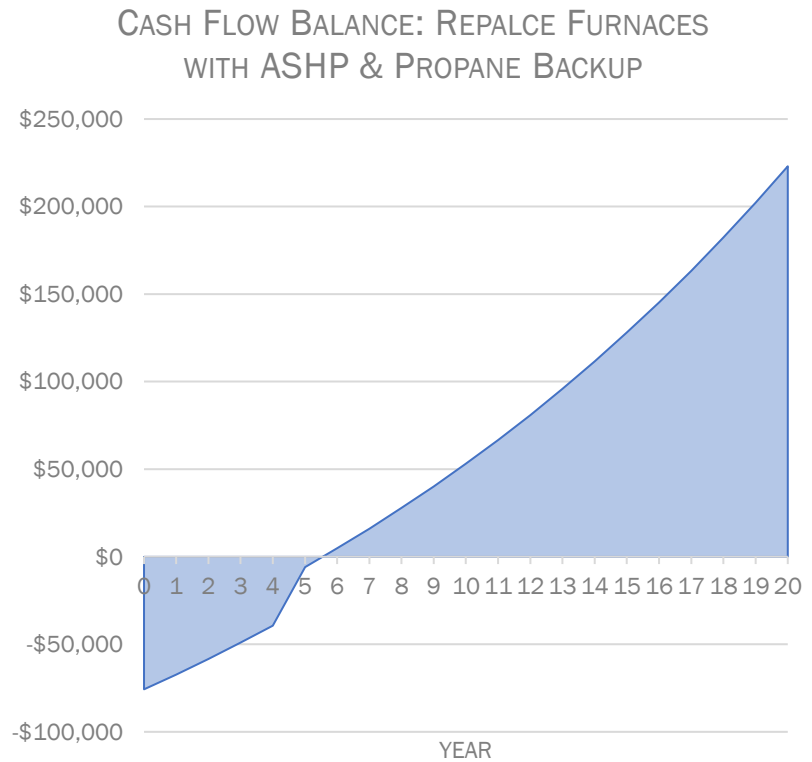 CASH FLOW BALANCE: REPALCE FURNACES
WITH ASHP & PROPANE BACKUP
$250,000
$200,000
$150,000
$100,000
$50,000
$0
0 1 2 3 4 5 6 7 8 9 10 11 12 13 14 15 16 17 18 19 20
-$50,000
-$100,000
YEAR